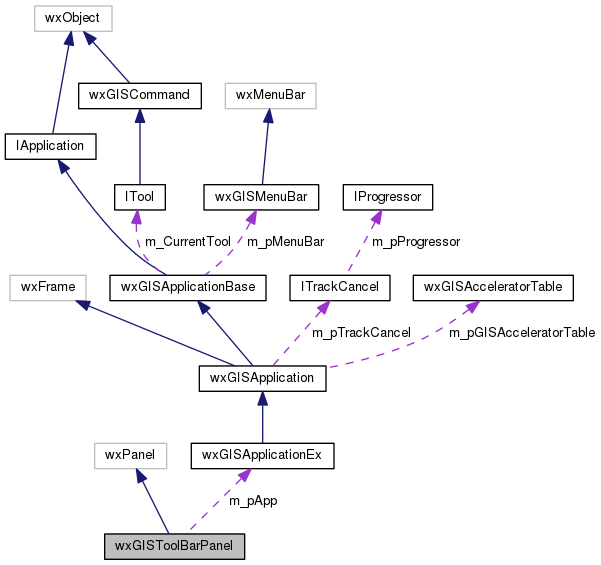 wxObject
wxGISCommand
wxMenuBar
IApplication
ITool
wxGISMenuBar
IProgressor
m_CurrentTool
m_pMenuBar
m_pProgressor
wxFrame
wxGISApplicationBase
ITrackCancel
wxGISAcceleratorTable
m_pTrackCancel
m_pGISAcceleratorTable
wxGISApplication
wxPanel
wxGISApplicationEx
m_pApp
wxGISToolBarPanel